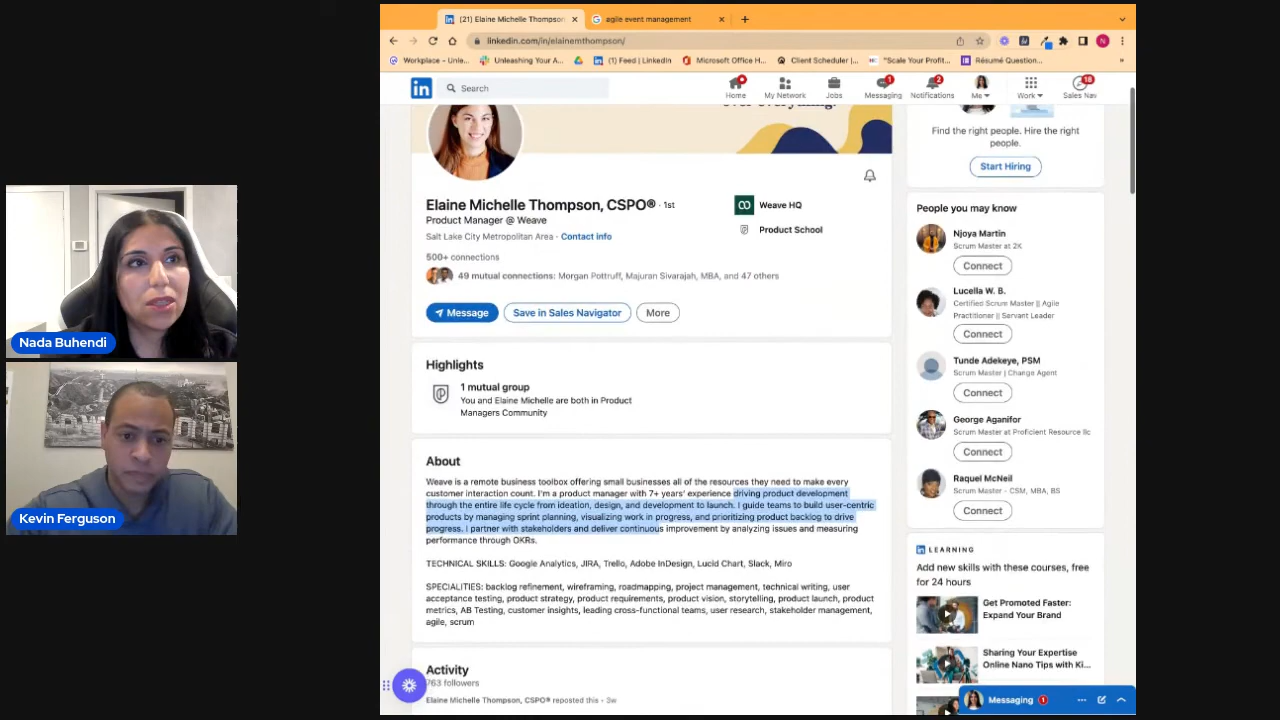 Nada Buhendi
Kevin Ferguson
(21) Elaine Michelle Thompson
agile event management
linkedin.com/in/elainemthompson/
Workplace - Unle...
Unleashing Your A...
(1) Feed | LinkedIn
Microsoft Office H...
Client Scheduler |...
"Scale Your Profit...
Résumé Question...
Search
Home
My Network
Jobs
1
Messaging
2
Notifications
Me
Work
18
Sales Nav
over everything.
Elaine Michelle Thompson, CSPO® · 1st
Product Manager @ Weave
Salt Lake City Metropolitan Area · Contact info
500+ connections
49 mutual connections: Morgan Pottruff, Majuran Sivarajah, MBA, and 47 others
Weave HQ
Product School
Message
Save in Sales Navigator
More
Highlights
1 mutual group
You and Elaine Michelle are both in Product
Managers Community
About
Weave is a remote business toolbox offering small businesses all of the resources they need to make every
customer interaction count. I'm a product manager with 7+ years' experience driving product development
through the entire life cycle from ideation, design, and development to launch. I guide teams to build user-centric
products by managing sprint planning, visualizing work in progress, and prioritizing product backlog to drive
progress. I partner with stakeholders and deliver continuous improvement by analyzing issues and measuring
performance through OKRs.
TECHNICAL SKILLS: Google Analytics, JIRA, Trello, Adobe InDesign, Lucid Chart, Slack, Miro
SPECIALITIES: backlog refinement, wireframing, roadmapping, project management, technical writing, user
acceptance testing, product strategy, product requirements, product vision, storytelling, product launch, product
metrics, AB Testing, customer insights, leading cross-functional teams, user research, stakeholder management,
agile, scrum
Activity
763 followers
Elaine Michelle Thompson, CSPO® reposted this · 3w
Find the right people. Hire the right
people.
Start Hiring
People you may know
Njoya Martin
Scrum Master at 2K
Connect
Lucella W. B.
Certified Scrum Master || Agile
Practitioner || Servant Leader
Connect
Tunde Adekeye, PSM
Scrum Master | Change Agent
Connect
George Aganifor
Scrum Master at Proficient Resource llc
Connect
Raquel McNeil
Scrum Master - CSM, MBA, BS
Connect
LEARNING
Add new skills with these courses, free
for 24 hours
Get Promoted Faster:
Expand Your Brand
Sharing Your Expertise
Online Nano Tips with Ki...
Messaging 1